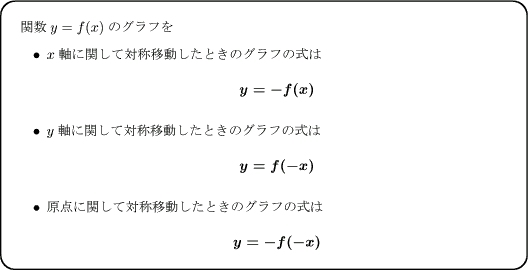 関数 y = f(x) のグラフを
• x 軸に関して対称移動したときのグラフの式は
y = −f(x)
• y 軸に関して対称移動したときのグラフの式は
y = f(−x)
• 原点に関して対称移動したときのグラフの式は
y = −f(−x)